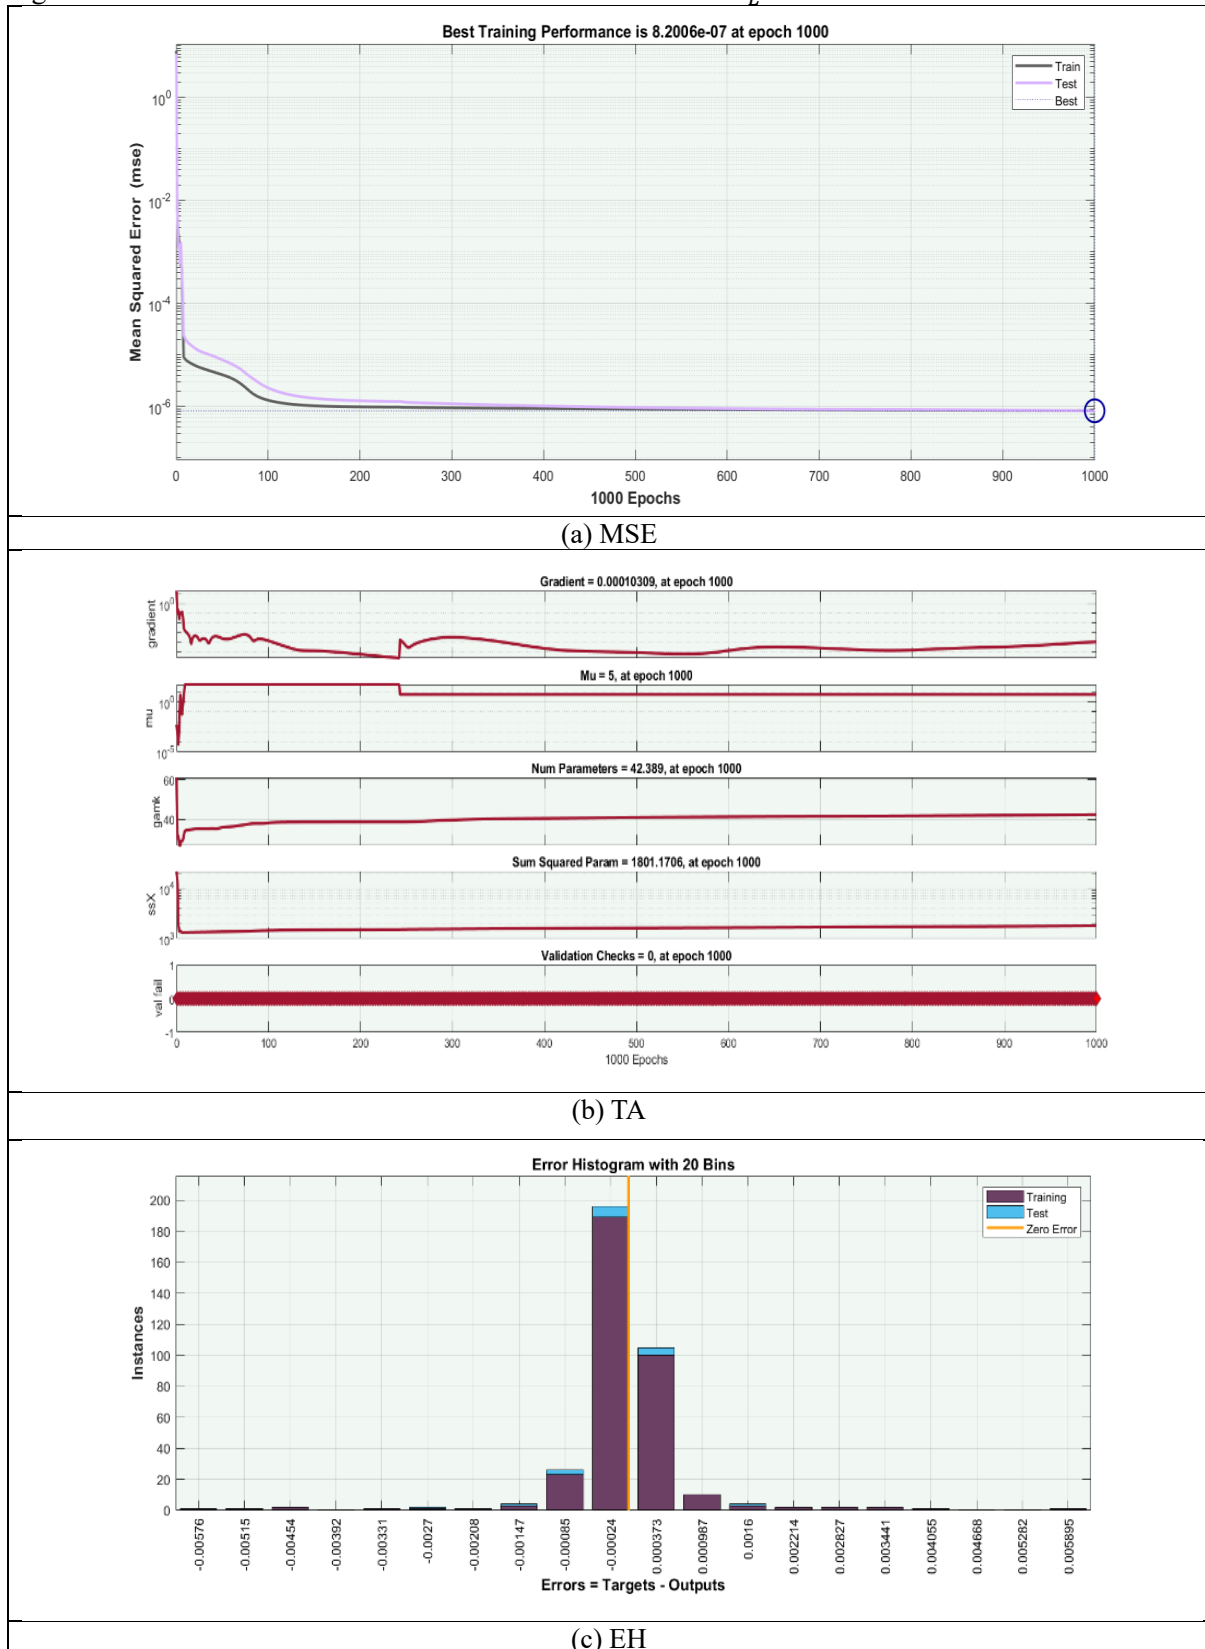 L
Best Training Performance is 8.2006e-07 at epoch 1000
Train
Test
Best
10^0
10^-2
10^-4
10^-6
Mean Squared Error (mse)
0 100 200 300 400 500 600 700 800 900 1000
1000 Epochs
(a) MSE
Gradient = 0.00010309, at epoch 1000
10^0
gradient
Mu = 5, at epoch 1000
10^0
10^-5
mu
Num Parameters = 42.389, at epoch 1000
60
40
gamk
Sum Squared Param = 1801.1706, at epoch 1000
10^4
10^3
ssX
Validation Checks = 0, at epoch 1000
1
0
-1
val fail
0 100 200 300 400 500 600 700 800 900 1000
1000 Epochs
(b) TA
Error Histogram with 20 Bins
Training
Test
Zero Error
200
180
160
140
120
100
80
60
40
20
0
Instances
-0.00576 -0.00515 -0.00454 -0.00392 -0.00331 -0.0027 -0.00208 -0.00147 -0.00085 -0.00024 0.000373 0.000987 0.0016 0.002214 0.002827 0.003441 0.004055 0.004668 0.005282 0.005895
Errors = Targets - Outputs
(c) EH